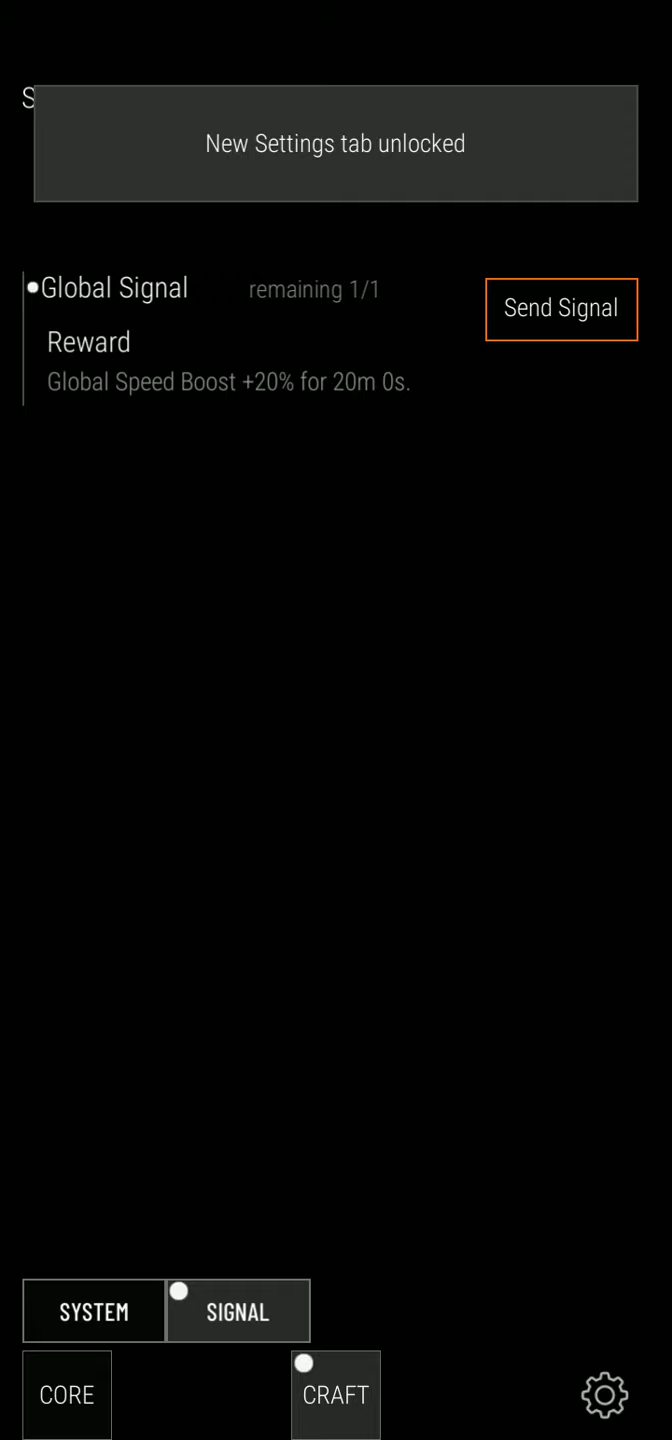 S
New Settings tab unlocked
Global Signal remaining 1/1
Send Signal
Reward
Global Speed Boost +20% for 20m 0s.
SYSTEM SIGNAL
CORE CRAFT